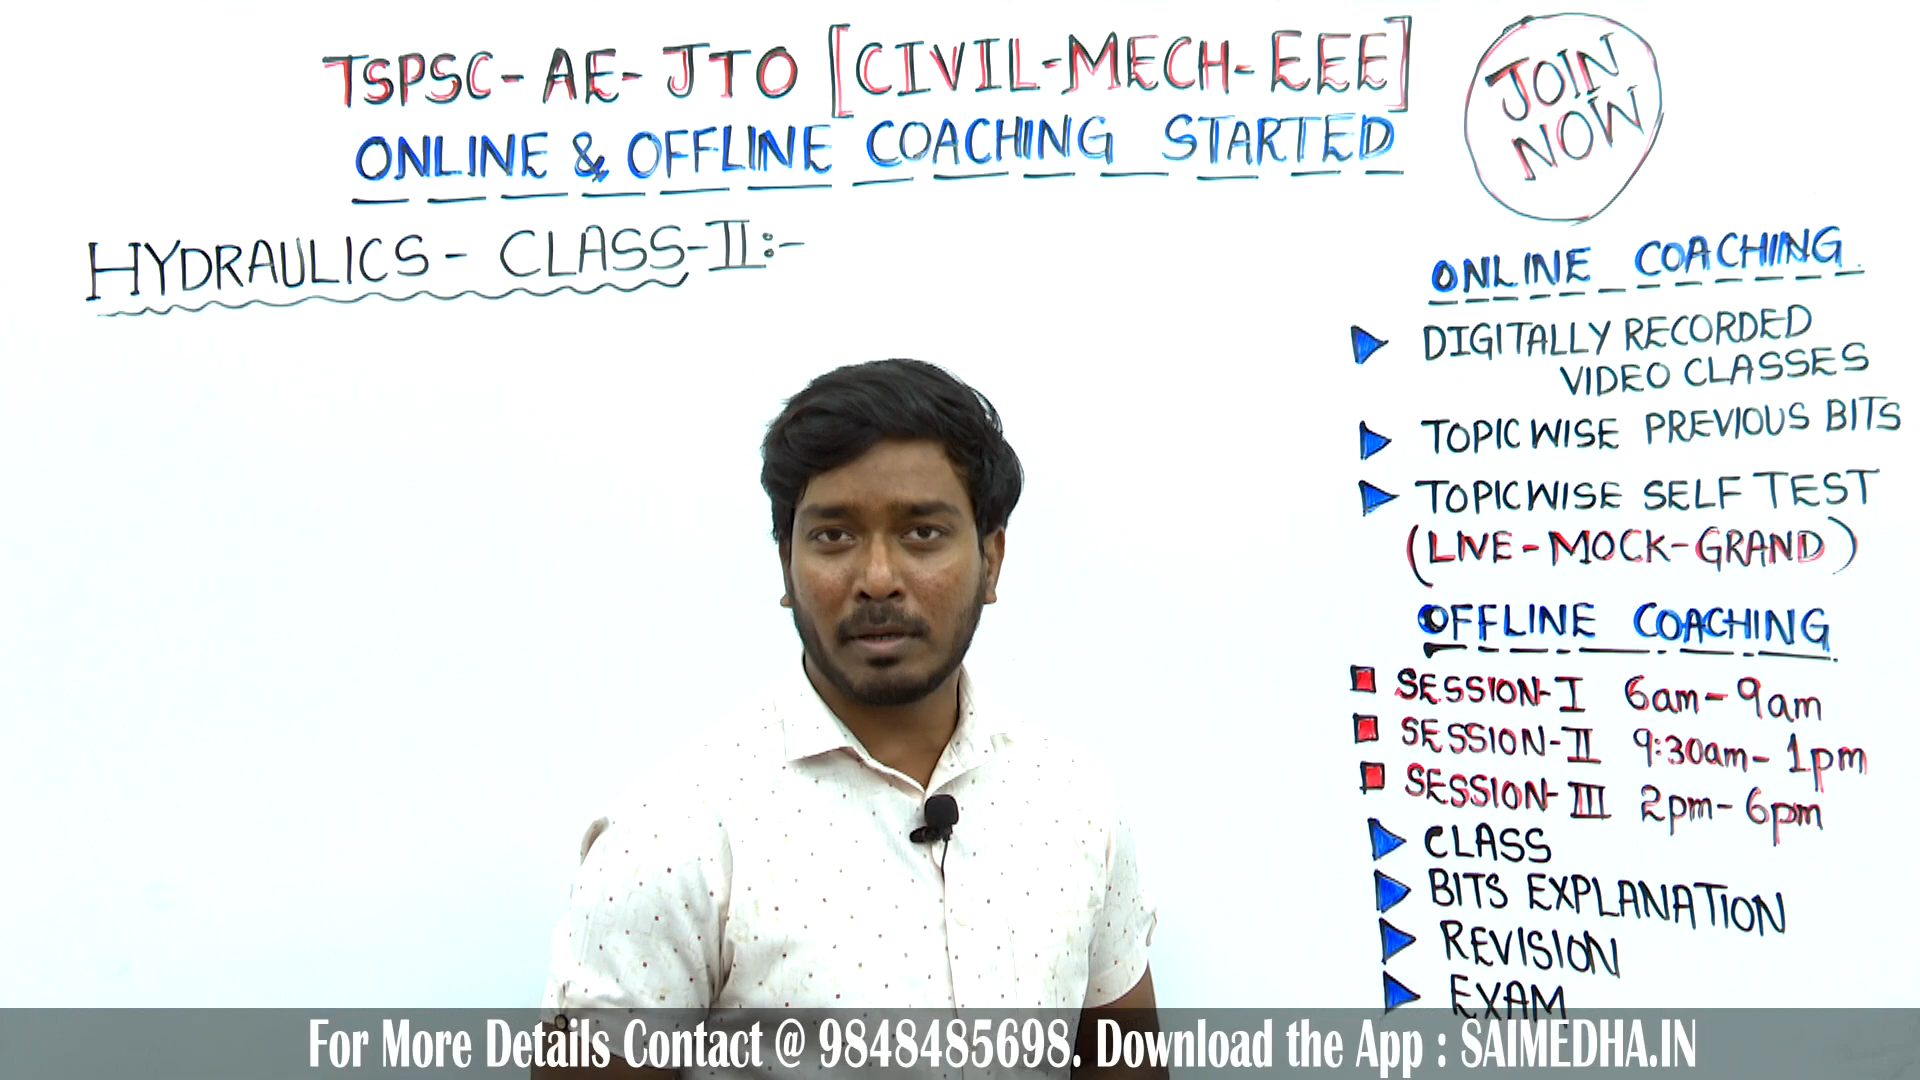 TSPSC-AE-JTO [CIVIL-MECH-EEE]
ONLINE & OFFLINE COACHING STARTED
JOIN
NOW
HYDRAULICS - CLASS-II:-
ONLINE COACHING
DIGITALLY RECORDED
VIDEO CLASSES
TOPICWISE PREVIOUS BITS
TOPICWISE SELF TEST
(LIVE-MOCK-GRAND)
OFFLINE COACHING
SESSION-I 6am-9am
SESSION-II 9:30am-1pm
SESSION-III 2pm-6pm
CLASS
BITS EXPLANATION
REVISION
EXAM
For More Details Contact @ 9848485698. Download the App : SAIMEDHA.IN